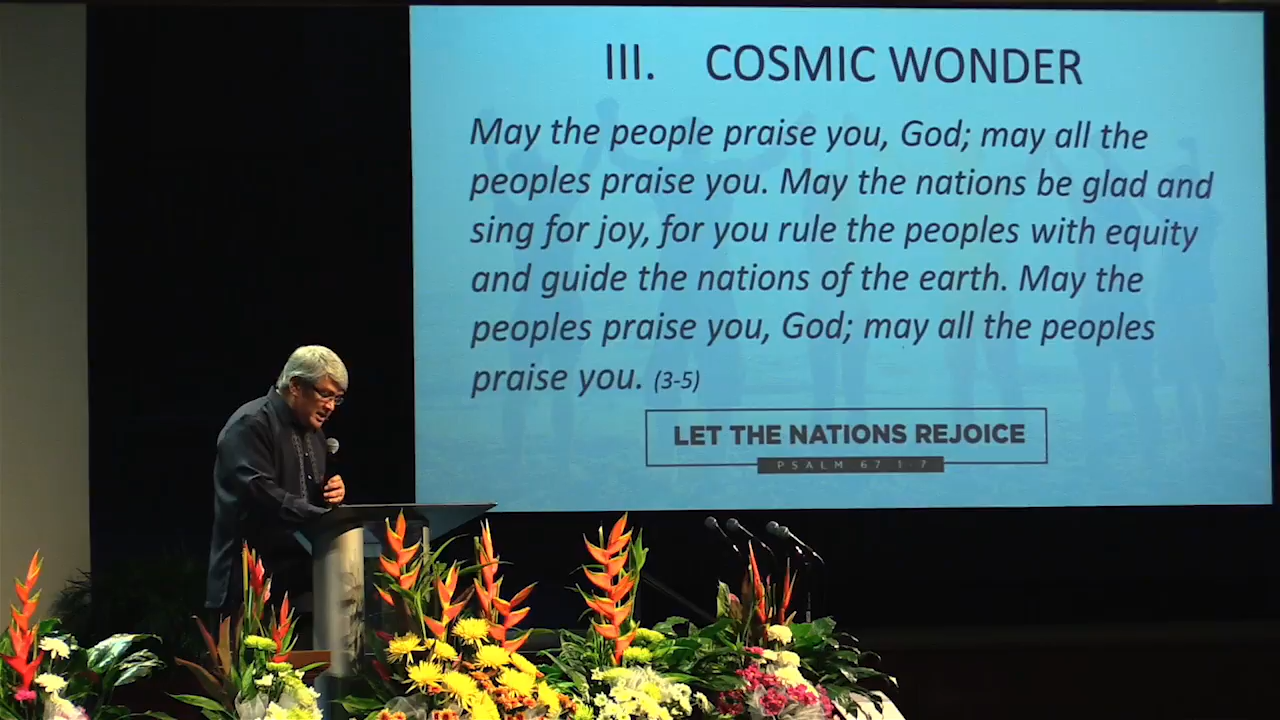 III. COSMIC WONDER
May the people praise you, God; may all the
peoples praise you. May the nations be glad and
sing for joy, for you rule the peoples with equity
and guide the nations of the earth. May the
peoples praise you, God; may all the peoples
praise you. (3-5)
LET THE NATIONS REJOICE
PSALM 67 1-7